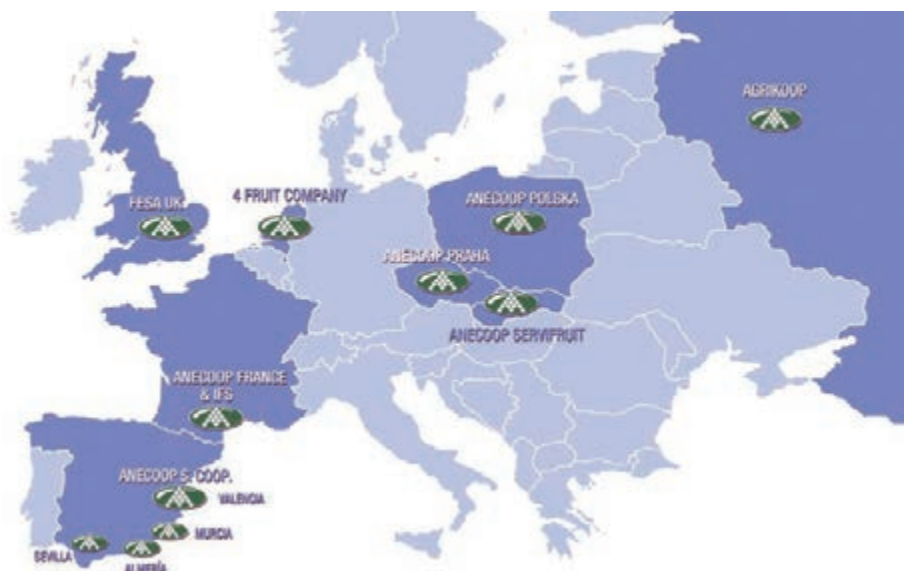 AGRIKOOP
FESA UK
4 FRUIT COMPANY
ANECOOP POLSKA
ANECOOP PRAHA
ANECOOP SERVIFRUIT
ANECOOP FRANCE
& IFS
ANECOOP S. COOP.
VALENCIA
MURCIA
SEVILLA
ALMERÍA